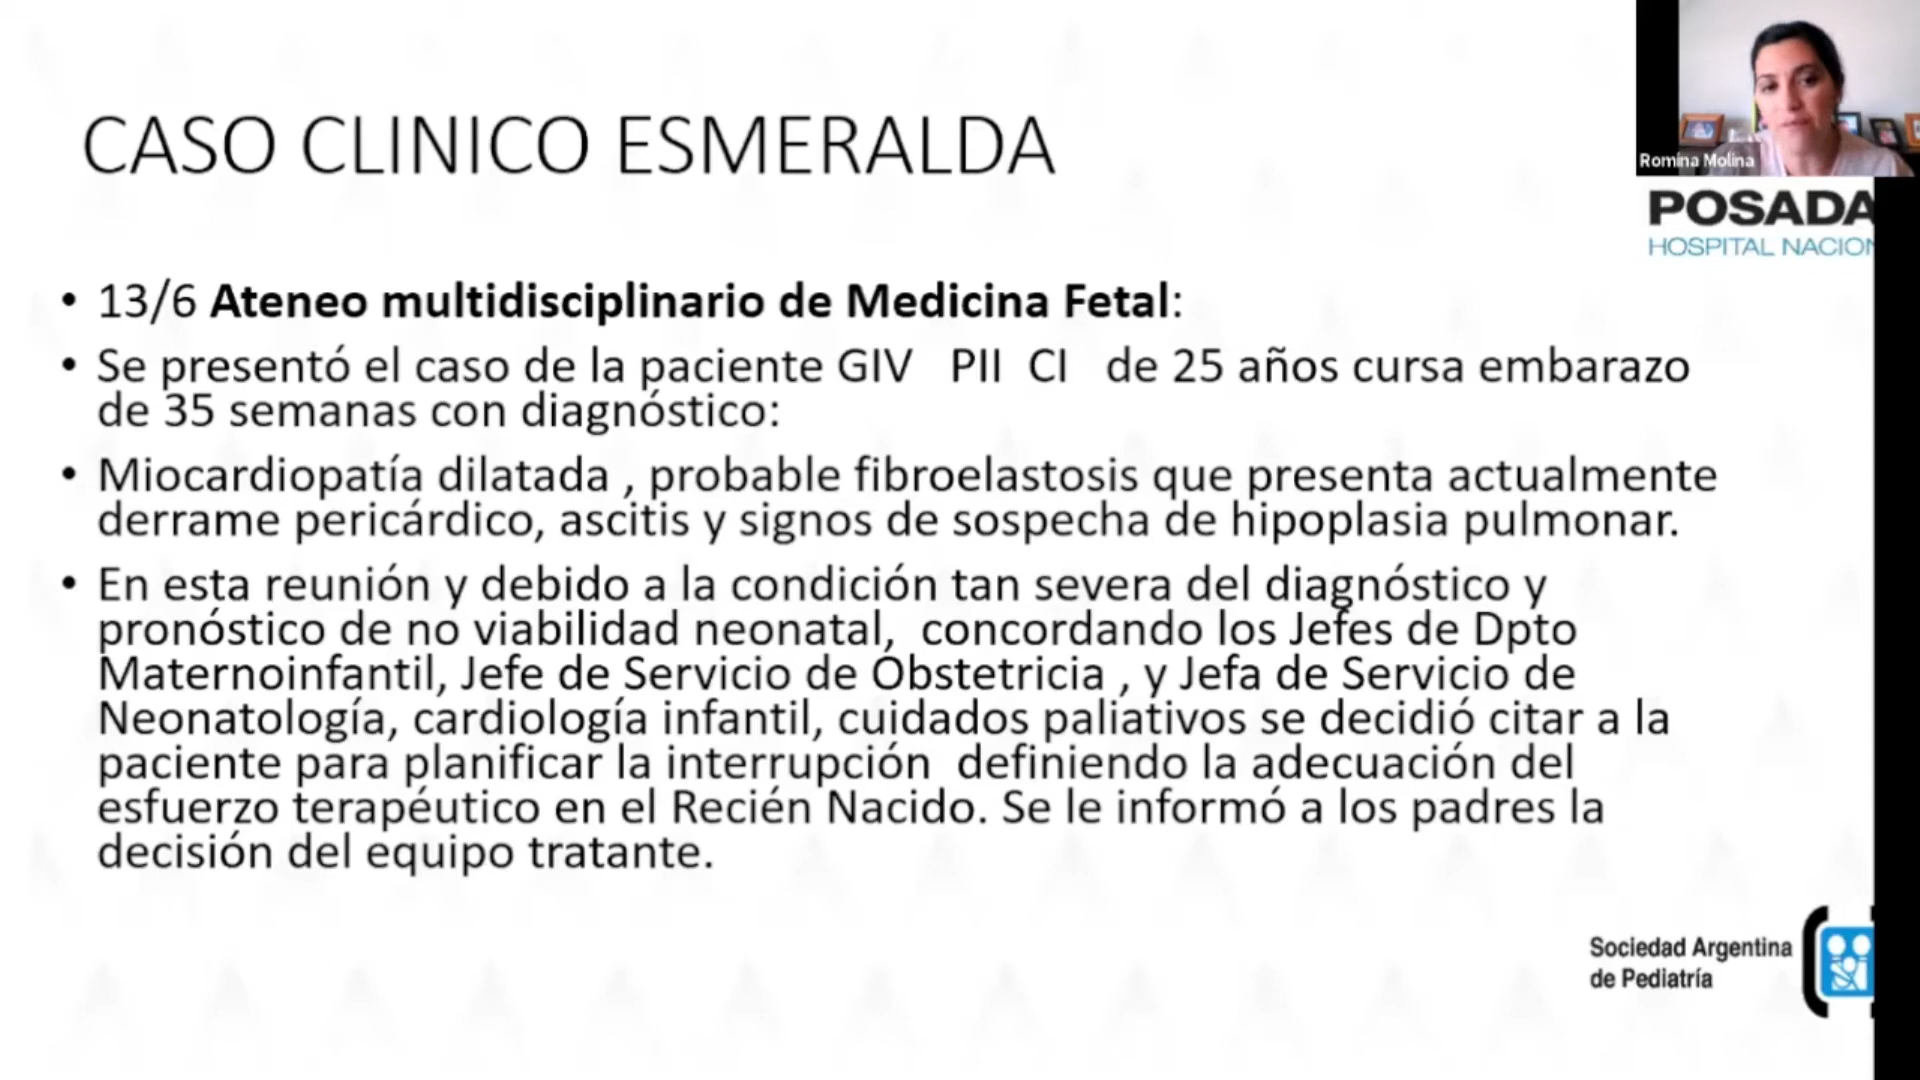 Romina Molina
CASO CLINICO ESMERALDA
POSADA
HOSPITAL NACION
• 13/6 Ateneo multidisciplinario de Medicina Fetal:
• Se presentó el caso de la paciente GIV PII CI de 25 años cursa embarazo
de 35 semanas con diagnóstico:
• Miocardiopatía dilatada , probable fibroelastosis que presenta actualmente
derrame pericárdico, ascitis y signos de sospecha de hipoplasia pulmonar.
• En esta reunión y debido a la condición tan severa del diagnóstico y
pronóstico de no viabilidad neonatal, concordando los Jefes de Dpto
Maternoinfantil, Jefe de Servicio de Obstetricia , y Jefa de Servicio de
Neonatología, cardiología infantil, cuidados paliativos se decidió citar a la
paciente para planificar la interrupción definiendo la adecuación del
esfuerzo terapéutico en el Recién Nacido. Se le informó a los padres la
decisión del equipo tratante.
Sociedad Argentina
de Pediatría